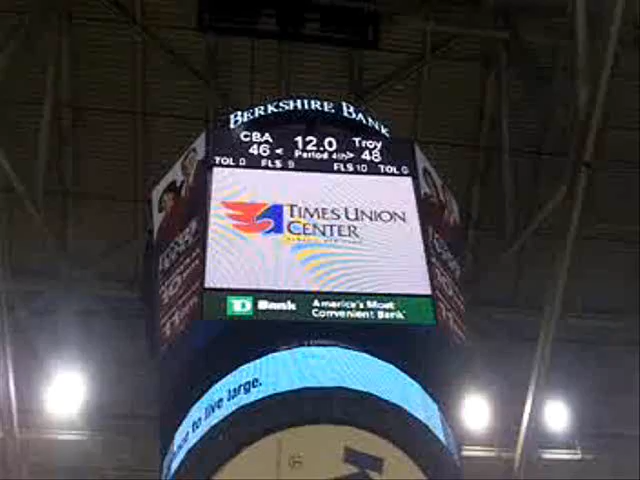 BERKSHIRE BANK
CBA 12.0 Troy
46 < Period 4th> 48
TOL 0 FLS 9 FLS 10 TOL 0
TIMES UNION
CENTER
TD Bank America's Most
Convenient Bank
to live large.